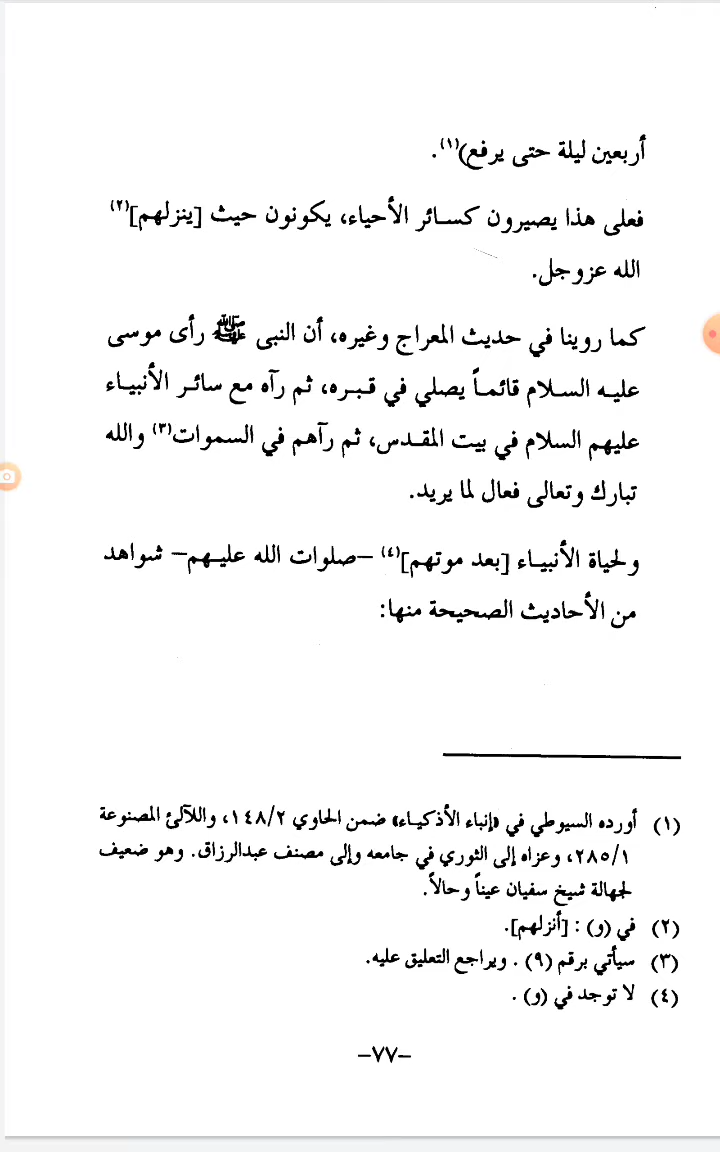 أربعين ليلة حتى يرفع)(١).
فعلى هذا يصيرون كسائر الأحياء، يكونون حيث [ينزلهم](٢)
الله عزوجل.
كما روينا في حديث المعراج وغيره، أن النبى ﷺ رأى موسى
عليه السلام قائماً يصلي في قبره، ثم رآه مع سائر الأنبياء
عليهم السلام في بيت المقدس، ثم رآهم في السموات(٣) والله
تبارك وتعالى فعال لما يريد.
ولحياة الأنبياء [بعد موتهم](٤) –صلوات الله عليهم– شواهد
من الأحاديث الصحيحة منها:
(١) أورده السيوطي في «إنباء الأذكياء» ضمن الحاوي ١٤٨/٢، واللآلئ المصنوعة
٢٨٥/١، وعزاه إلى الثوري في جامعه وإلى مصنف عبدالرزاق. وهو ضعيف
لجهالة شيخ سفيان عيناً وحالاً.
(٢) في (و) : [أنزلهم].
(٣) سيأتي برقم (٩) . ويراجع التعليق عليه.
(٤) لا توجد في (و) .
–٧٧–